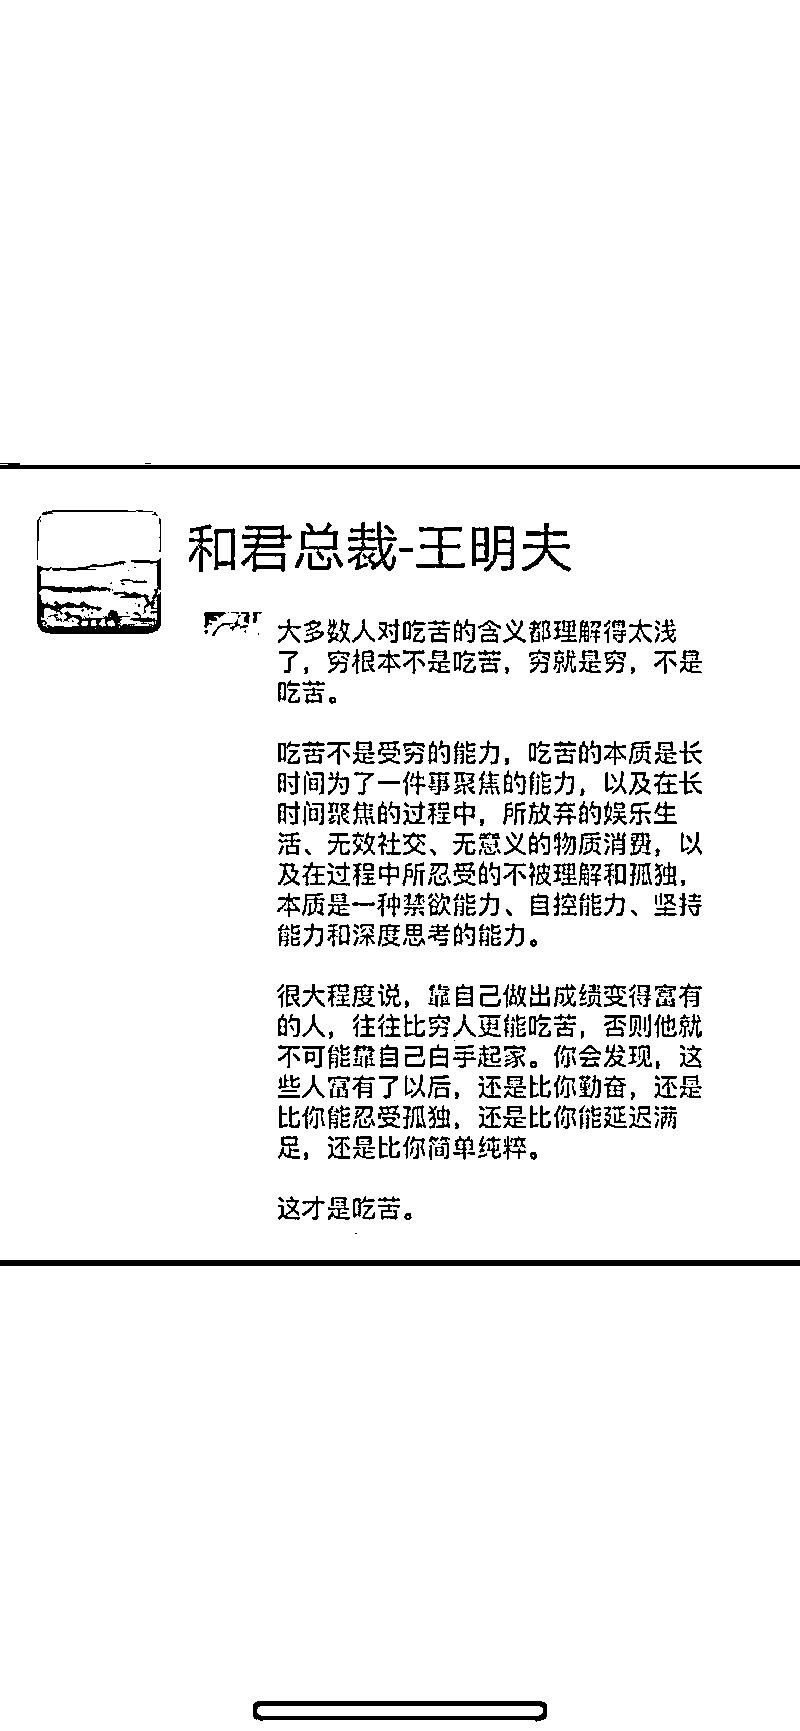 和君总裁-王明夫
大多数人对吃苦的含义都理解得太浅
了，穷根本不是吃苦，穷就是穷，不是
吃苦。
吃苦不是受穷的能力，吃苦的本质是长
时间为了一件事聚焦的能力，以及在长
时间聚焦的过程中，所放弃的娱乐生
活、无效社交、无意义的物质消费，以
及在过程中所忍受的不被理解和孤独，
本质是一种禁欲能力、自控能力、坚持
能力和深度思考的能力。
很大程度说，靠自己做出成绩变得富有
的人，往往比穷人更能吃苦，否则他就
不可能靠自己白手起家。你会发现，这
些人富有了以后，还是比你勤奋，还是
比你能忍受孤独，还是比你能延迟满
足，还是比你简单纯粹。
这才是吃苦。